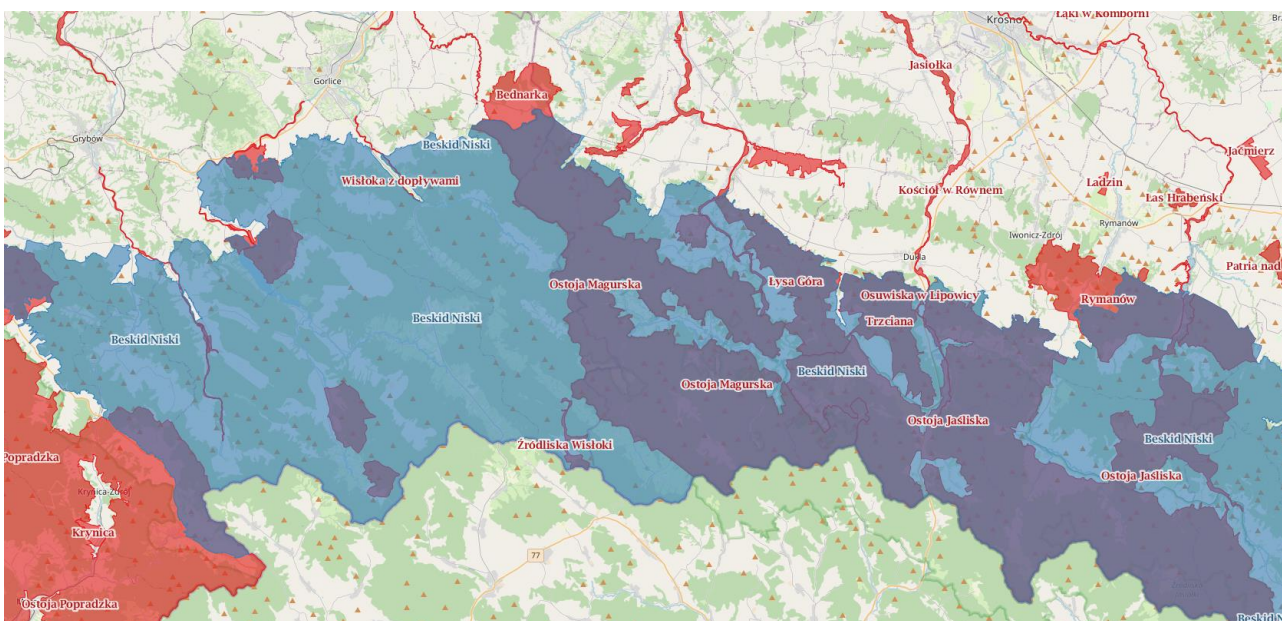 Krosno
Łąki w Komborni
Jasiołka
Gorlice
Bednarka
Grybów
Beskid Niski
Jaćmierz
Wisłoka z dopływami
Ladzin
Kościół w Równem
Las Hrabeński
Rymanów
Iwonicz-Zdrój
Dukla
Patria nad
Łysa Góra
Ostoja Magurska
Osuwiska w Lipowicy
Rymanów
Beskid Niski
Trzciana
Beskid Niski
Beskid Niski
Ostoja Magurska
Ostoja Jaśliska
Źródliska Wisłoki
Beskid Niski
Popradzka
Ostoja Jaśliska
Krynica-Zdrój
Krynica
77
Ostoja Popradzka
Beskid N